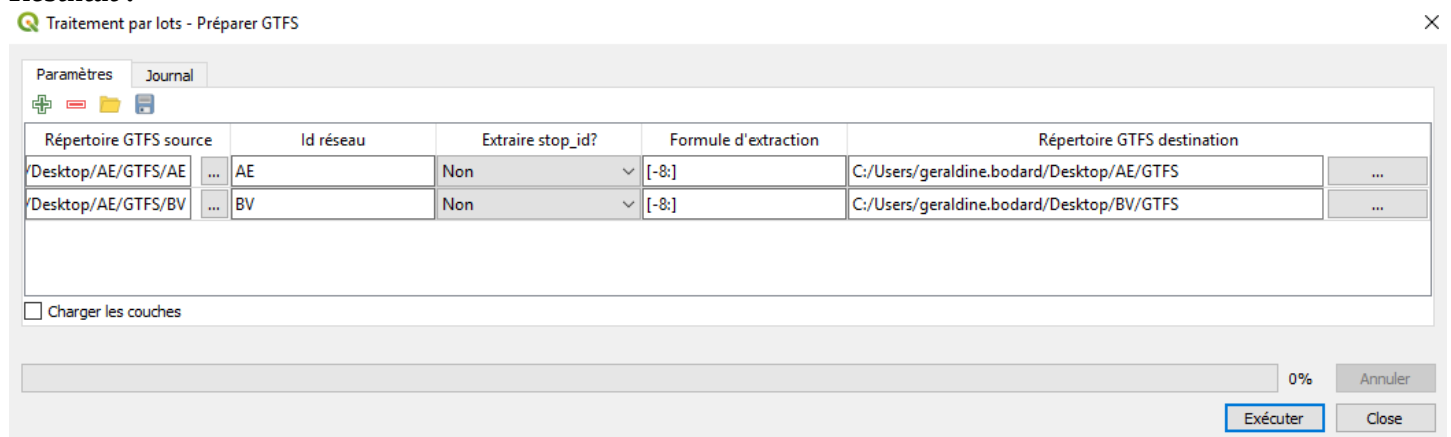 Traitement par lots - Préparer GTFS
Paramètres Journal
Répertoire GTFS source Id réseau Extraire stop_id? Formule d'extraction Répertoire GTFS destination
/Desktop/AE/GTFS/AE ... AE Non [-8:] C:/Users/geraldine.bodard/Desktop/AE/GTFS ...
/Desktop/AE/GTFS/BV ... BV Non [-8:] C:/Users/geraldine.bodard/Desktop/BV/GTFS ...
Charger les couches
0% Annuler
Exécuter Close